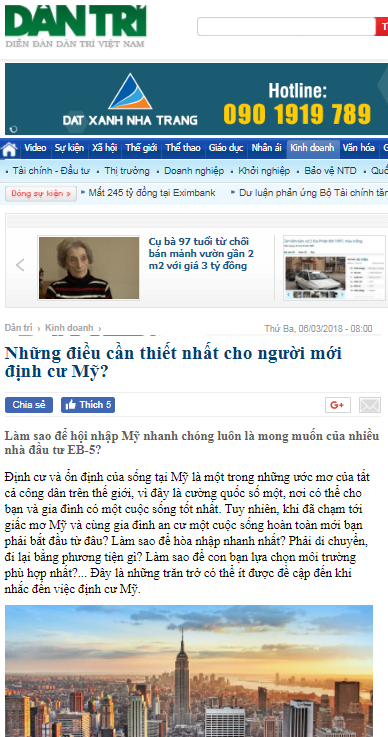 DÂN TRÍ
DIỄN ĐÀN DÂN TRÍ VIỆT NAM
T
ĐẤT XANH NHA TRANG
Hotline:
090 1919 789
Video Sự kiện Xã hội Thế giới Thể thao Giáo dục Nhân ái Kinh doanh Văn hóa G
• Tài chính - Đầu tư • Thị trường • Doanh nghiệp • Khởi nghiệp • Bảo vệ NTD • Quố
Dòng sự kiện » Mất 245 tỷ đồng tại Eximbank Dư luận phản ứng Bộ Tài chính tăn
Cụ bà 97 tuổi từ chối
bán mảnh vườn gần 2
m2 với giá 3 tỷ đồng
Dân trí › Kinh doanh ›
Thứ Ba, 06/03/2018 - 08:00
Những điều cần thiết nhất cho người mới
định cư Mỹ?
Chia sẻ Thích 5 G+
Làm sao để hội nhập Mỹ nhanh chóng luôn là mong muốn của nhiều
nhà đầu tư EB-5?
Định cư và ổn định của sống tại Mỹ là một trong những ước mơ của tất
cả công dân trên thế giới, vì đây là cường quốc số một, nơi có thể cho
bạn và gia đình có một cuộc sống tốt nhất. Tuy nhiên, khi đã chạm tới
giấc mơ Mỹ và cùng gia đình an cư một cuộc sống hoàn toàn mới bạn
phải bắt đầu từ đâu? Làm sao để hòa nhập nhanh nhất? Phải di chuyển,
đi lại bằng phương tiện gì? Làm sao để con bạn lựa chọn môi trường
phù hợp nhất?... Đây là những trăn trở có thể ít được đề cập đến khi
nhắc đến việc định cư Mỹ.